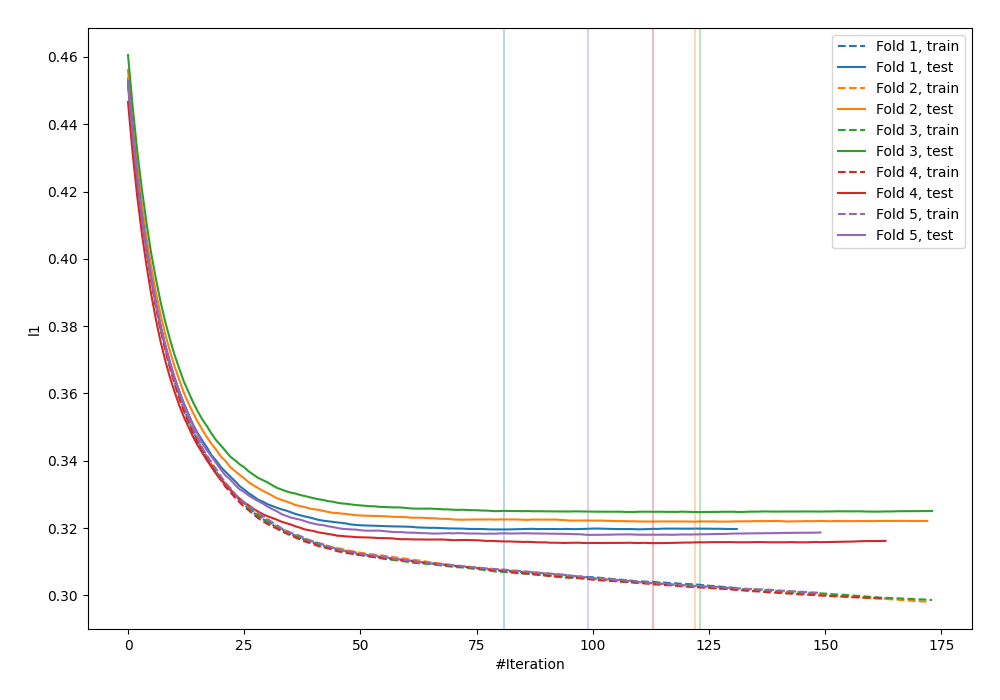 0.46
0.44
0.42
0.40
0.38
0.36
0.34
0.32
0.30
l1
0
25
50
75
100
125
150
175
#Iteration
Fold 1, train
Fold 1, test
Fold 2, train
Fold 2, test
Fold 3, train
Fold 3, test
Fold 4, train
Fold 4, test
Fold 5, train
Fold 5, test